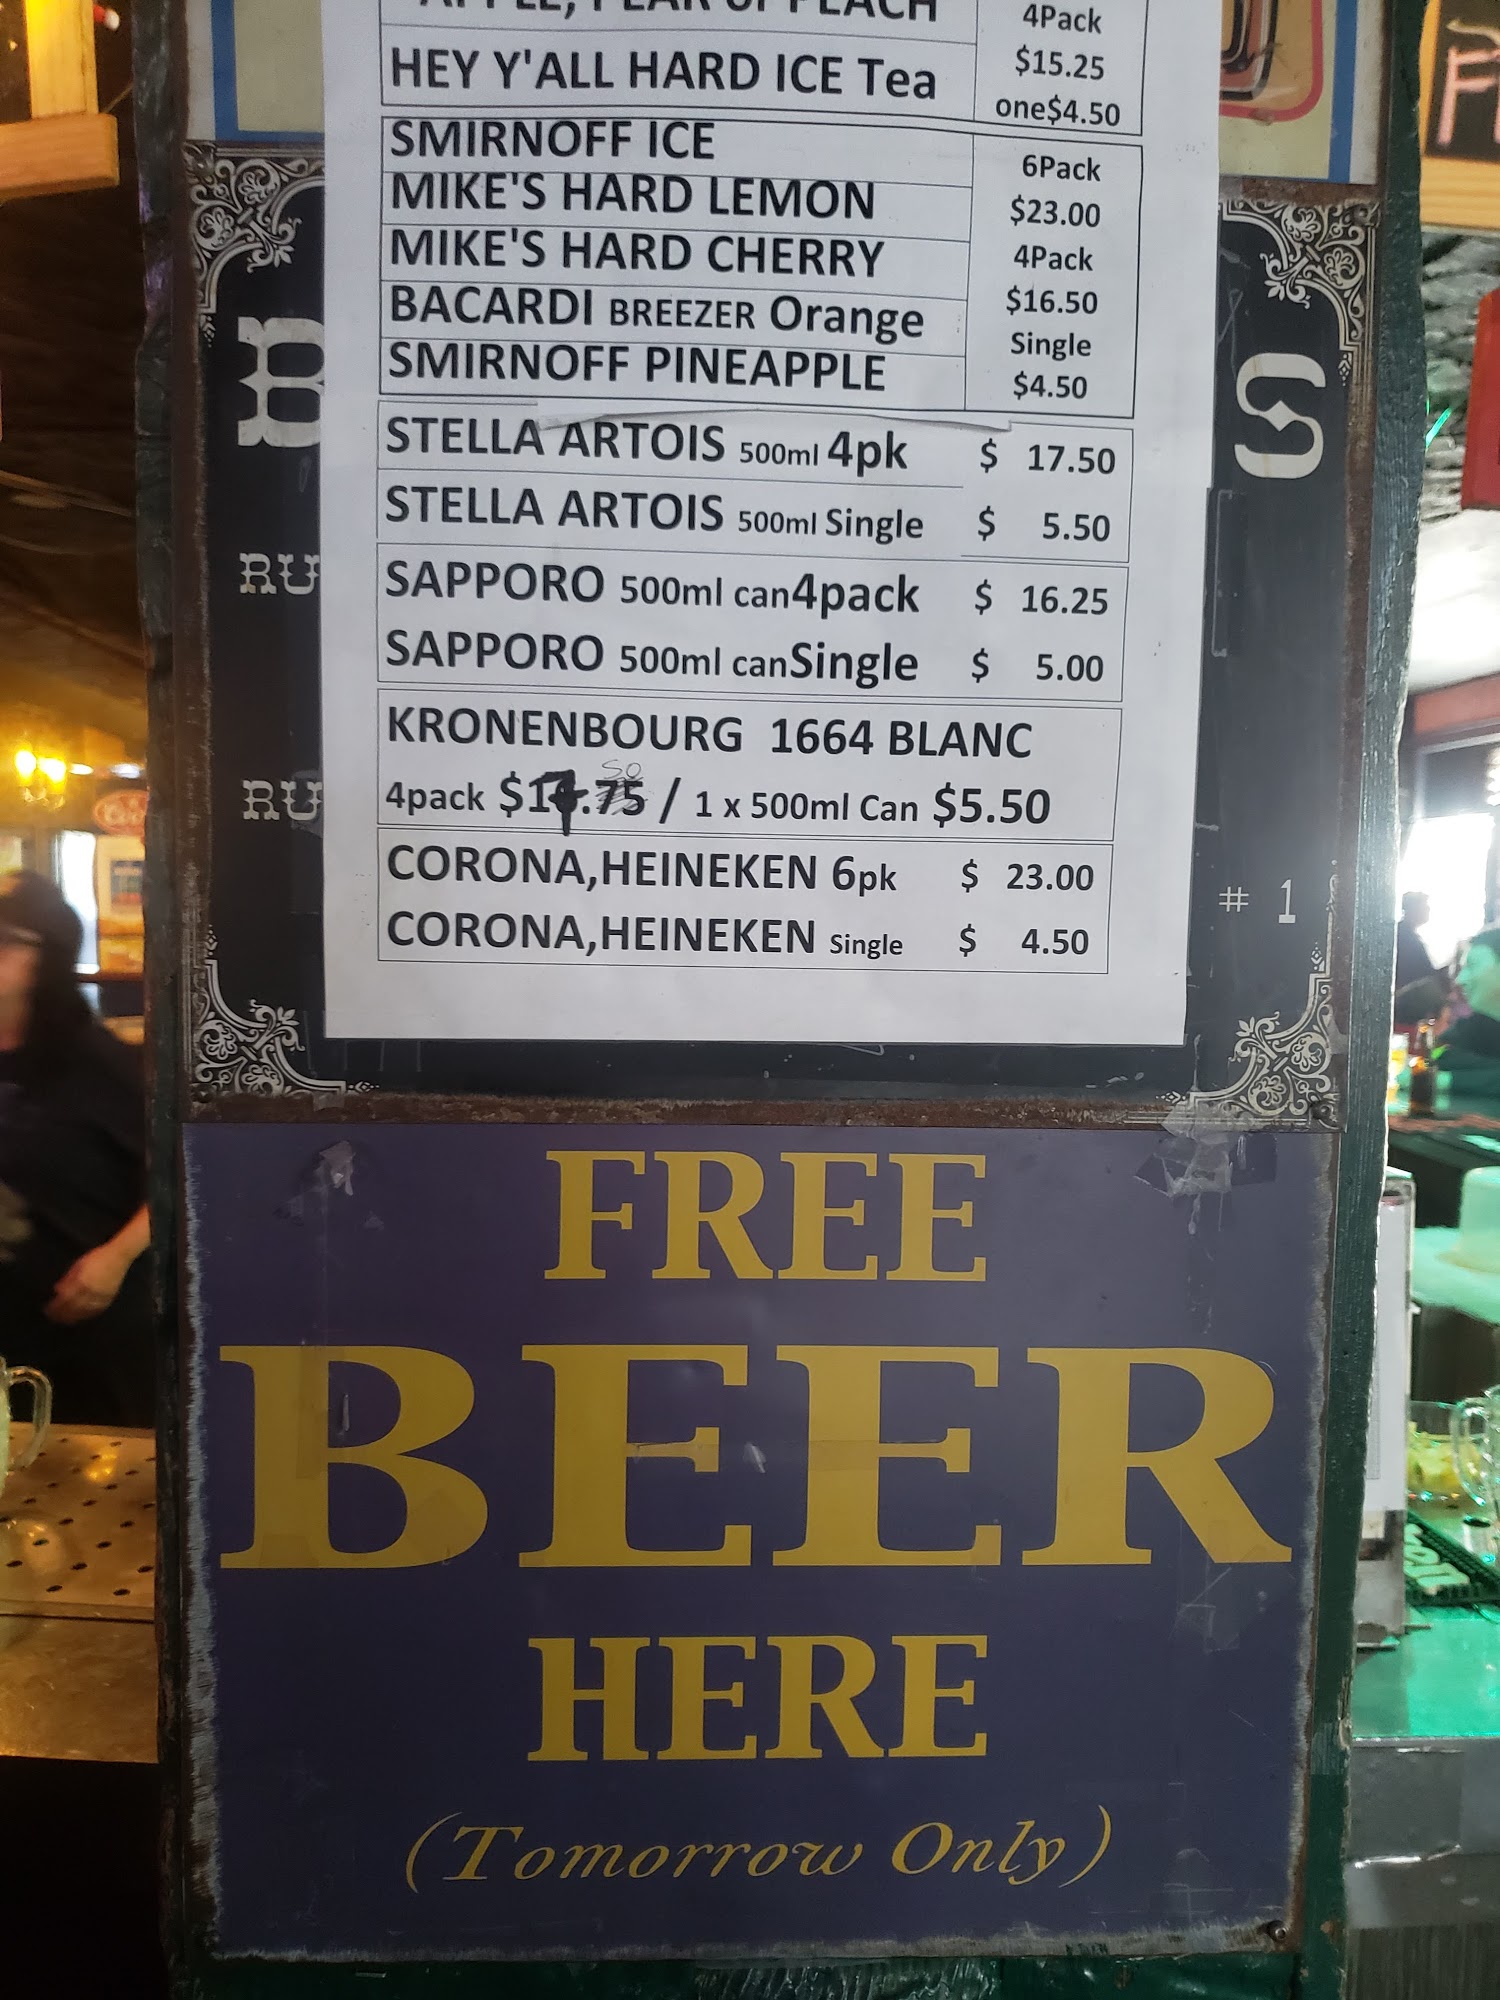 HEY Y'ALL HARD ICE Tea
4Pack
$15.25
one$4.50
SMIRNOFF ICE
MIKE'S HARD LEMON
MIKE'S HARD CHERRY
BACARDI BREEZER Orange
SMIRNOFF PINEAPPLE
6Pack
$23.00
4Pack
$16.50
Single
$4.50
STELLA ARTOIS 500ml 4pk $ 17.50
STELLA ARTOIS 500ml Single $ 5.50
SAPPORO 500ml can4pack $ 16.25
SAPPORO 500ml canSingle $ 5.00
KRONENBOURG 1664 BLANC
4pack / 1 x 500ml Can $5.50
CORONA,HEINEKEN 6pk $ 23.00
CORONA,HEINEKEN Single $ 4.50
# 1
FREE
BEER
HERE
(Tomorrow Only)